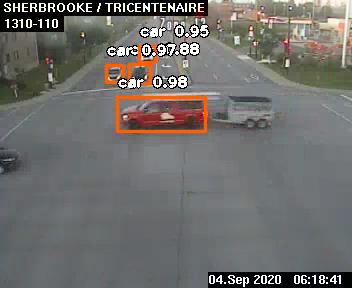 SHERBROOKE / TRICENTENAIRE
1310-110
car 0.95
car 0.97.88
car 0.98
04.Sep 2020 06:18:41